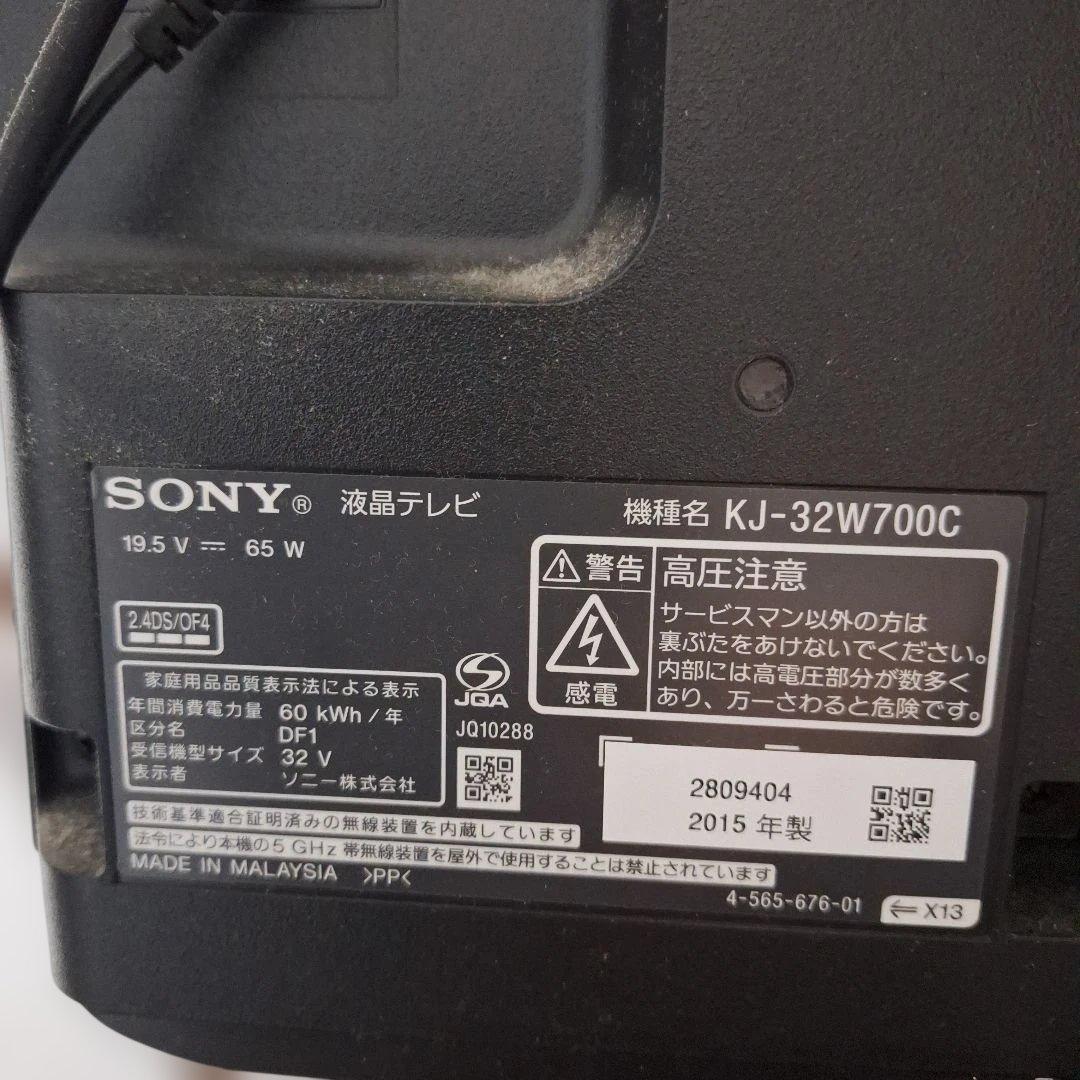 SONY® 液晶テレビ
機種名 KJ-32W700C
19.5 V ⎓ 65 W
2.4DS/OF4
警告
感電
高圧注意
サービスマン以外の方は
裏ぶたをあけないでください。
内部には高電圧部分が数多く
あり、万一さわると危険です。
家庭用品品質表示法による表示
年間消費電力量 60 kWh/年
区分名 DF1
受信機型サイズ 32 V
表示者 ソニー株式会社
JQA
JQ10288
2809404
2015 年製
技術基準適合証明済みの無線装置を内蔵しています
法令により本機の5 GHz 帯無線装置を屋外で使用することは禁止されています
MADE IN MALAYSIA >PP<
4-565-676-01
⇐ X13